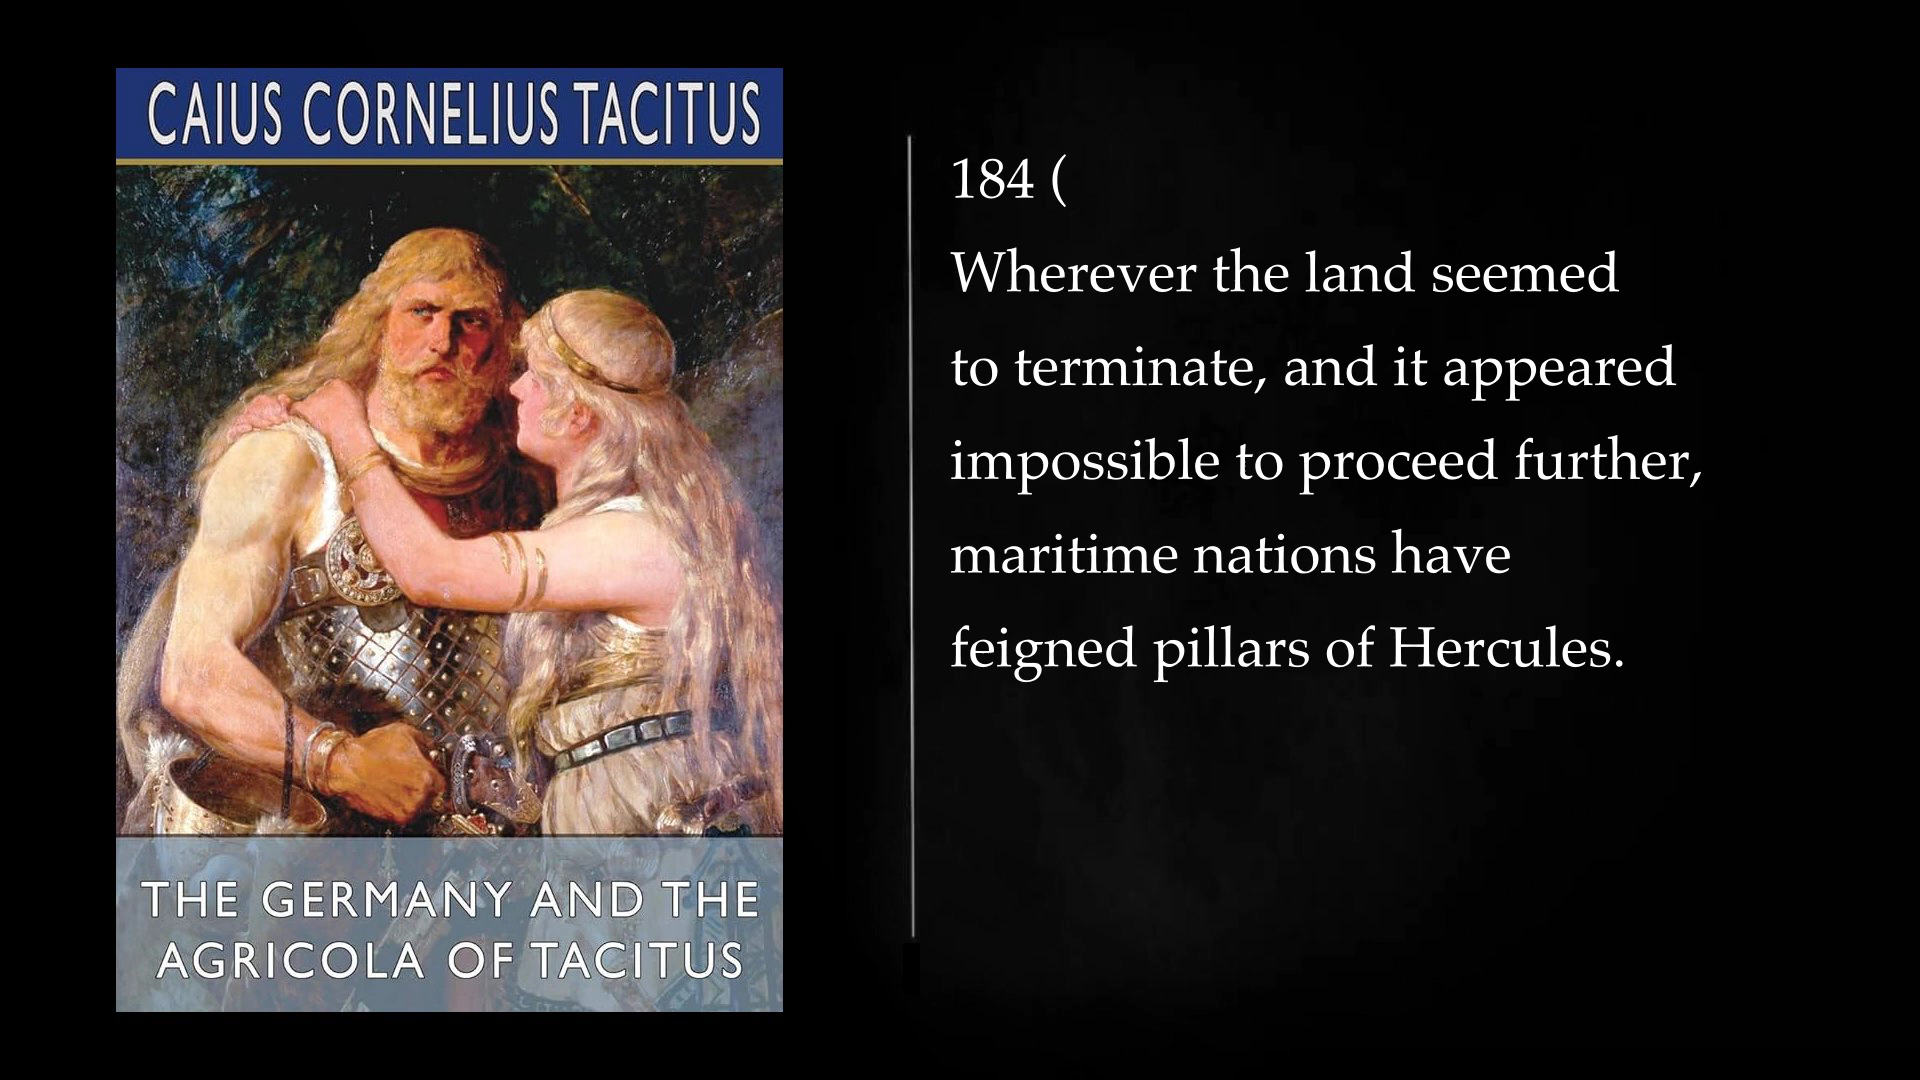 CAIUS CORNELIUS TACITUS
THE GERMANY AND THE
AGRICOLA OF TACITUS
184 (
Wherever the land seemed
to terminate, and it appeared
impossible to proceed further,
maritime nations have
feigned pillars of Hercules.